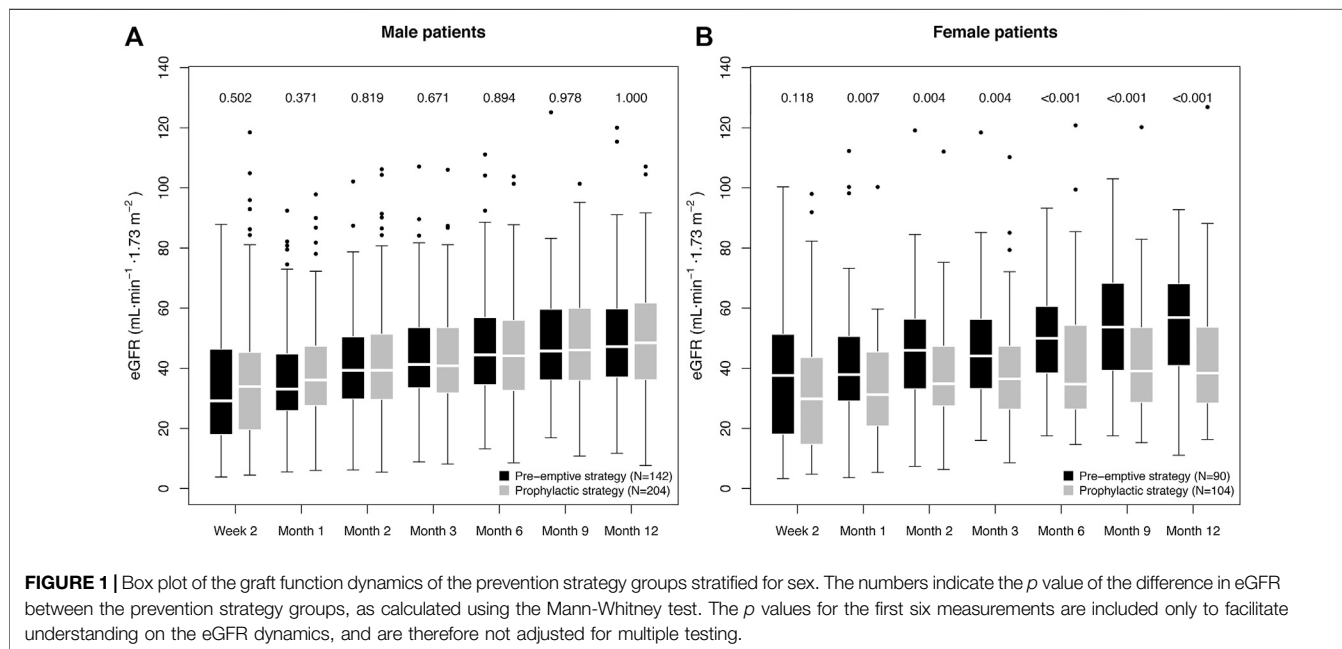 A
Male patients
eGFR (mL·min⁻¹ ·1.73 m⁻²)
140
120
100
80
60
40
20
0
0.502 0.371 0.819 0.671 0.894 0.978 1.000
Pre−emptive strategy (N=142)
Prophylactic strategy (N=204)
Week 2 Month 1 Month 2 Month 3 Month 6 Month 9 Month 12
B
Female patients
eGFR (mL·min⁻¹ ·1.73 m⁻²)
140
120
100
80
60
40
20
0
0.118 0.007 0.004 0.004 <0.001 <0.001 <0.001
Pre−emptive strategy (N=90)
Prophylactic strategy (N=104)
Week 2 Month 1 Month 2 Month 3 Month 6 Month 9 Month 12
FIGURE 1 | Box plot of the graft function dynamics of the prevention strategy groups stratified for sex. The numbers indicate the p value of the difference in eGFR
between the prevention strategy groups, as calculated using the Mann-Whitney test. The p values for the first six measurements are included only to facilitate
understanding on the eGFR dynamics, and are therefore not adjusted for multiple testing.